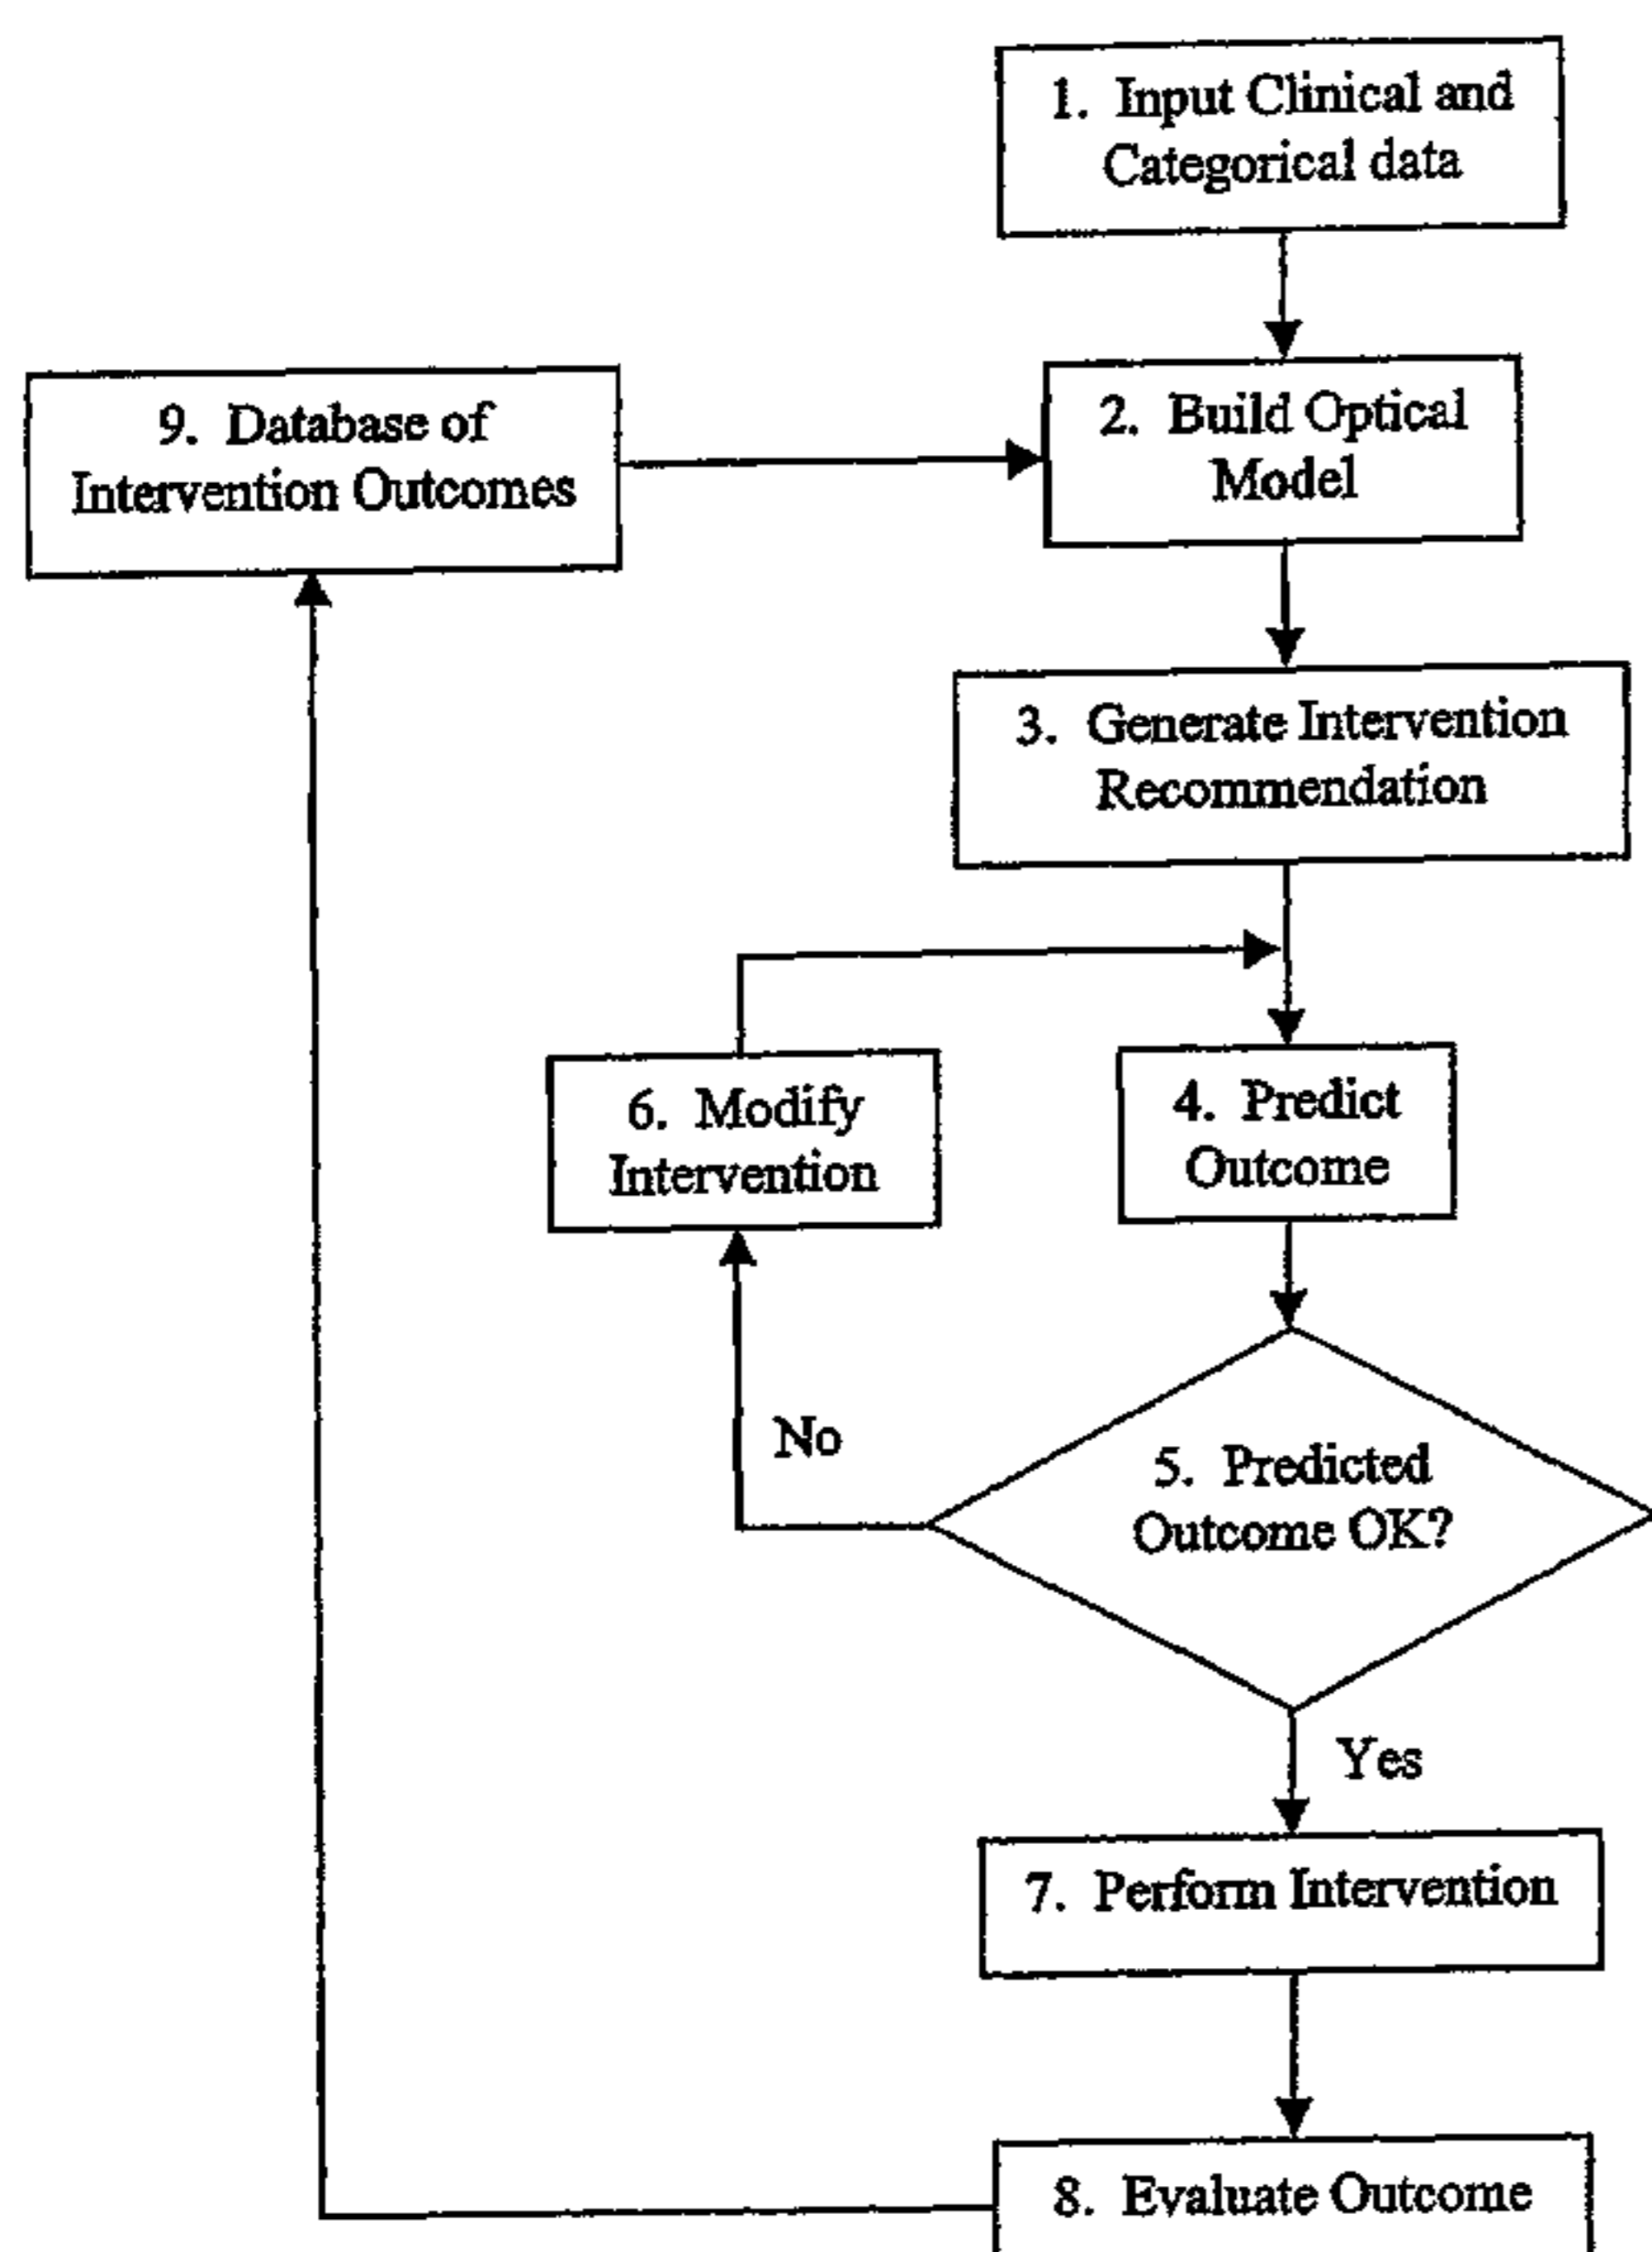 1. Input Clinical and
Categorical data
9. Database of
Intervention Outcomes
2. Build Optical
Model
3. Generate Intervention
Recommendation
6. Modify
Intervention
4. Predict
Outcome
No
5. Predicted
Outcome OK?
Yes
7. Perform Intervention
8. Evaluate Outcome